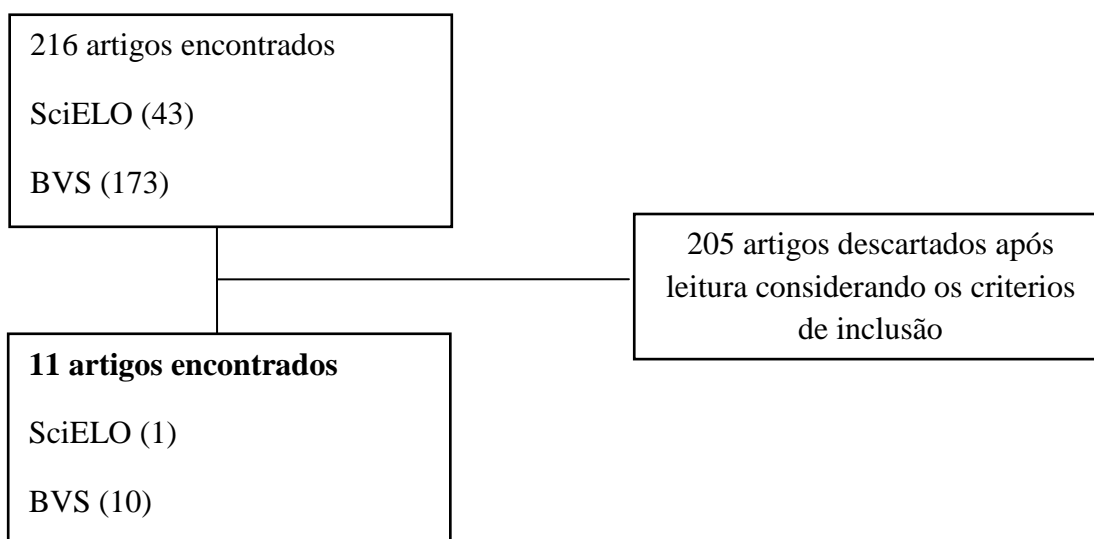 216 artigos encontrados
SciELO (43)
BVS (173)
205 artigos descartados após
leitura considerando os criterios
de inclusão
11 artigos encontrados
SciELO (1)
BVS (10)